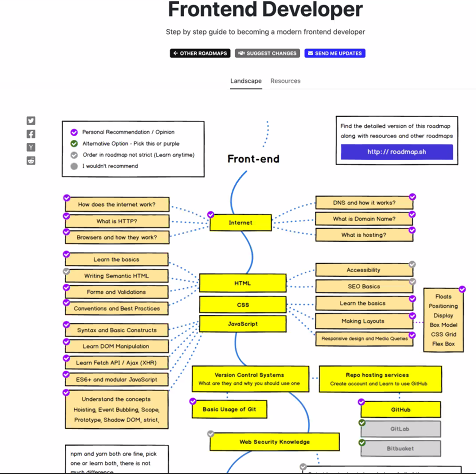 Frontend Developer
Step by step guide to becoming a modern frontend developer
← OTHER ROADMAPS
SUGGEST CHANGES
SEND ME UPDATES
Landscape
Resources
Personal Recommendation / Opinion
Alternative Option - Pick this or purple
Order in roadmap not strict (Learn anytime)
I wouldn't recommend
Find the detailed version of this roadmap
along with resources and other roadmaps
http:// roadmap.sh
Front-end
How does the internet work?
What is HTTP?
Browsers and how they work?
Internet
DNS and how it works?
What is Domain Name?
What is hosting?
Learn the basics
Writing Semantic HTML
Forms and Validations
Conventions and Best Practices
HTML
Accessibility
SEO Basics
CSS
Learn the basics
Making Layouts
Responsive design and Media Queries
Floats
Positioning
Display
Box Model
CSS Grid
Flex Box
JavaScript
Syntax and Basic Constructs
Learn DOM Manipulation
Learn Fetch API / Ajax (XHR)
ES6+ and modular JavaScript
Understand the concepts
Hoisting, Event Bubbling, Scope,
Prototype, Shadow DOM, strict,
Version Control Systems
What are they and why you should use one
Repo hosting services
Create account and Learn to use GitHub
Basic Usage of Git
GitHub
GitLab
Bitbucket
Web Security Knowledge
npm and yarn both are fine, pick
one or learn both, there is not
much difference